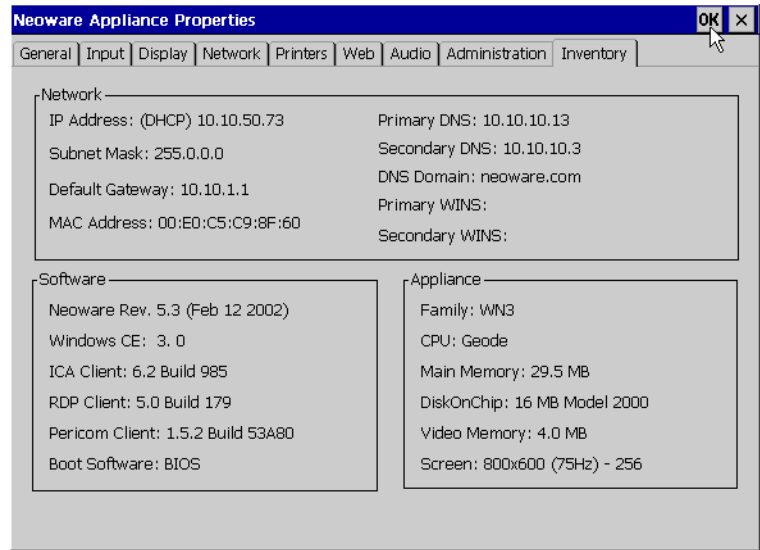 Neoware Appliance Properties OK ×
General Input Display Network Printers Web Audio Administration Inventory
Network
IP Address: (DHCP) 10.10.50.73
Subnet Mask: 255.0.0.0
Default Gateway: 10.10.1.1
MAC Address: 00:E0:C5:C9:8F:60
Primary DNS: 10.10.10.13
Secondary DNS: 10.10.10.3
DNS Domain: neoware.com
Primary WINS:
Secondary WINS:
Software
Neoware Rev. 5.3 (Feb 12 2002)
Windows CE: 3. 0
ICA Client: 6.2 Build 985
RDP Client: 5.0 Build 179
Pericom Client: 1.5.2 Build 53A80
Boot Software: BIOS
Appliance
Family: WN3
CPU: Geode
Main Memory: 29.5 MB
DiskOnChip: 16 MB Model 2000
Video Memory: 4.0 MB
Screen: 800x600 (75Hz) - 256